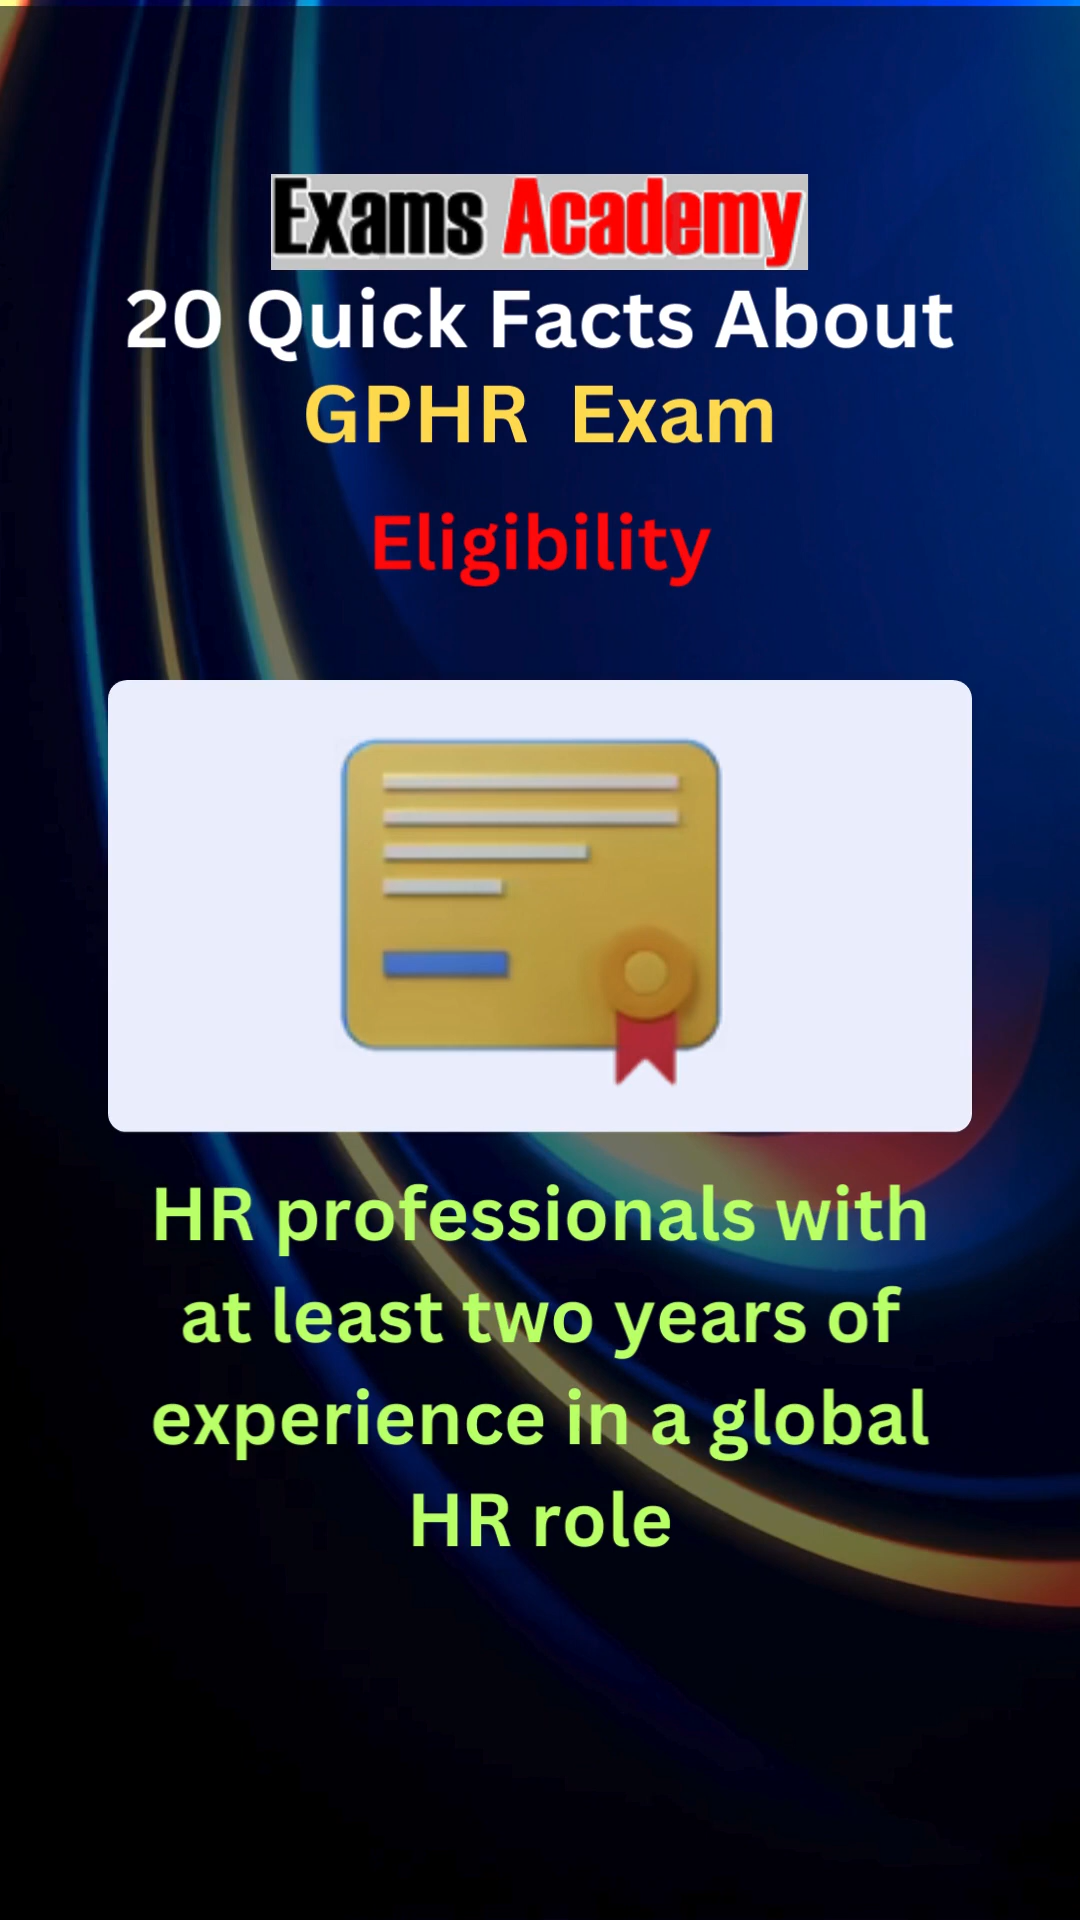 Exams Academy
20 Quick Facts About
GPHR Exam
Eligibility
HR professionals with
at least two years of
experience in a global
HR role